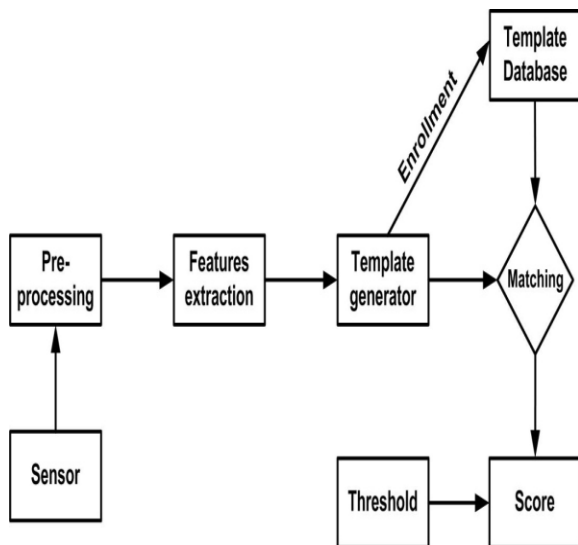 Template
Database
Enrollment
Pre-
processing
Features
extraction
Template
generator
Matching
Sensor
Threshold
Score